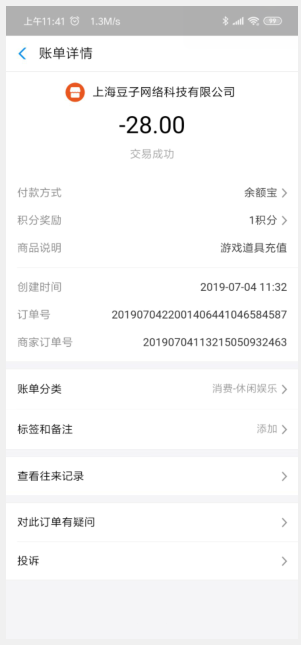 上午11:41 1.3M/s 99
账单详情
上海豆子网络科技有限公司
-28.00
交易成功
付款方式 余额宝
积分奖励 1积分
商品说明 游戏道具充值
创建时间 2019-07-04 11:32
订单号 2019070422001406441046584587
商家订单号 20190704113215050932463
账单分类 消费-休闲娱乐
标签和备注 添加
查看往来记录
对此订单有疑问
投诉